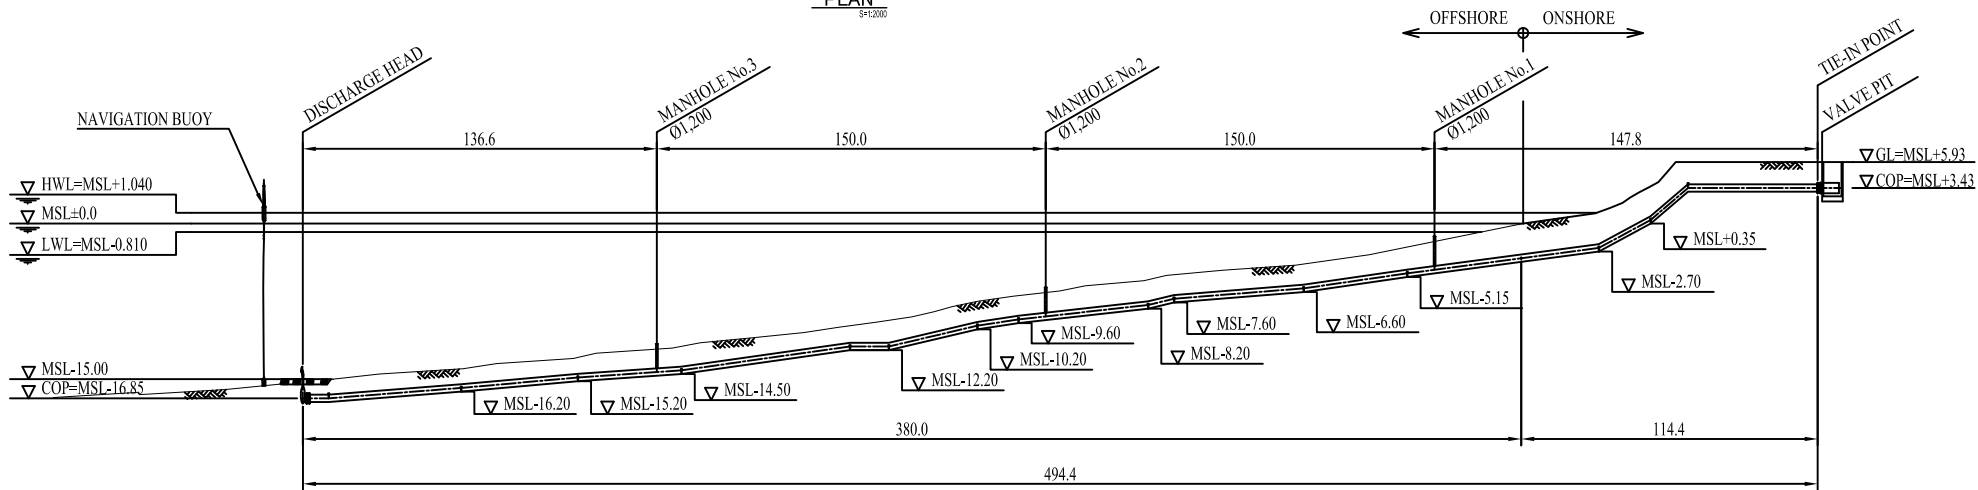 PLAN
S=1:2000
OFFSHORE
ONSHORE
TIE-IN POINT
DISCHARGE HEAD
MANHOLE No.3
Ø1,200
MANHOLE No.2
Ø1,200
MANHOLE No.1
Ø1,200
VALVE PIT
NAVIGATION BUOY
136.6
150.0
150.0
147.8
GL=MSL+5.93
COP=MSL+3.43
HWL=MSL+1.040
MSL±0.0
LWL=MSL-0.810
MSL+0.35
MSL-2.70
MSL-5.15
MSL-6.60
MSL-7.60
MSL-8.20
MSL-9.60
MSL-10.20
MSL-12.20
MSL-14.50
MSL-15.20
MSL-16.20
MSL-15.00
COP=MSL-16.85
380.0
114.4
494.4